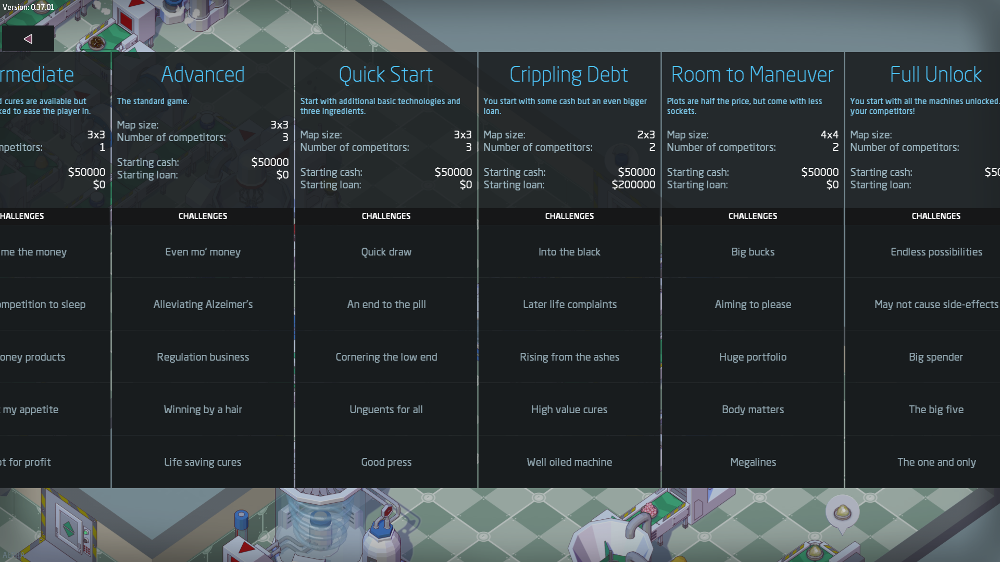 Version: 0.37.01
rmediate
d cures are available but
ked to ease the player in.
3x3
mpetitors: 1
$50000
$0
HALLENGES
me the money
ompetition to sleep
oney products
my appetite
ot for profit
Advanced
The standard game.
Map size: 3x3
Number of competitors: 3
Starting cash: $50000
Starting loan: $0
CHALLENGES
Even mo' money
Alleviating Alzeimer's
Regulation business
Winning by a hair
Life saving cures
Quick Start
Start with additional basic technologies and
three ingredients.
Map size: 3x3
Number of competitors: 3
Starting cash: $50000
Starting loan: $0
CHALLENGES
Quick draw
An end to the pill
Cornering the low end
Unguents for all
Good press
Crippling Debt
You start with some cash but an even bigger
loan.
Map size: 2x3
Number of competitors: 2
Starting cash: $50000
Starting loan: $200000
CHALLENGES
Into the black
Later life complaints
Rising from the ashes
High value cures
Well oiled machine
Room to Maneuver
Plots are half the price, but come with less
sockets.
Map size: 4x4
Number of competitors: 2
Starting cash: $50000
Starting loan: $0
CHALLENGES
Big bucks
Aiming to please
Huge portfolio
Body matters
Megalines
Full Unlock
You start with all the machines unlocked.
your competitors!
Map size:
Number of competitors:
Starting cash: $50
Starting loan:
CHALLENGES
Endless possibilities
May not cause side-effects
Big spender
The big five
The one and only
ALPHA